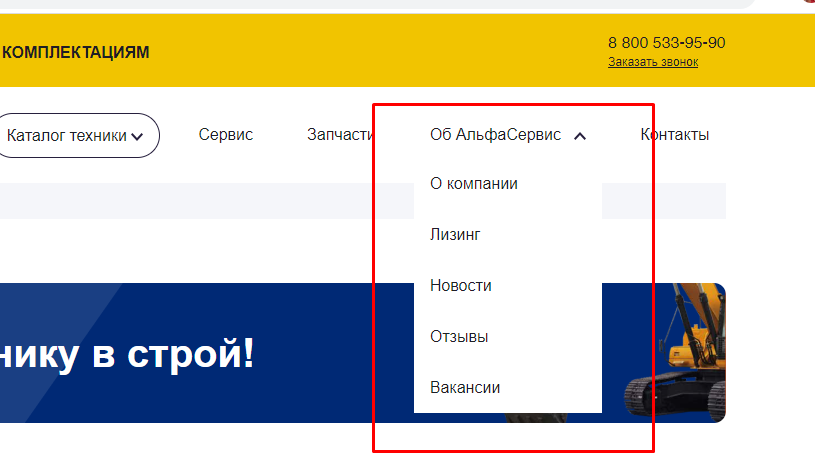 КОМПЛЕКТАЦИЯМ
8 800 533-95-90
Заказать звонок
Каталог техники
Сервис
Запчасти
Об АльфаСервис
Контакты
О компании
Лизинг
Новости
Отзывы
Вакансии
нику в строй!